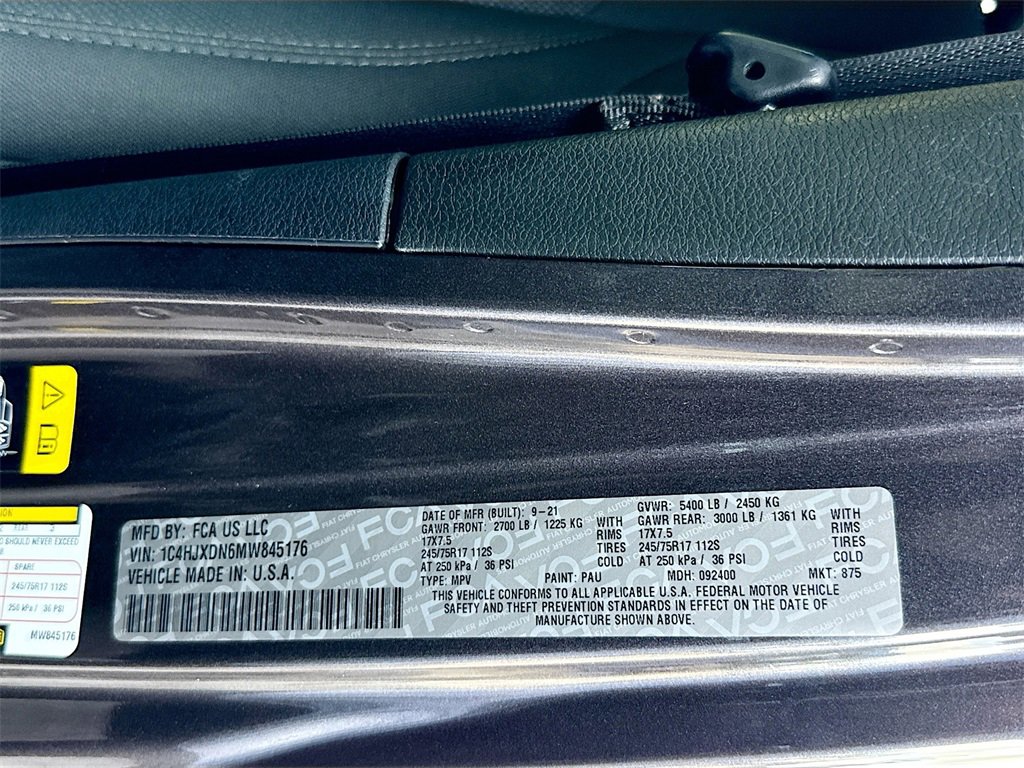 MFD BY: FCA US LLC
VIN: 1C4HJXDN6MW845176
VEHICLE MADE IN: U.S.A.
DATE OF MFR (BUILT): 9-21
GAWR FRONT: 2700 LB / 1225 KG WITH
17X7.5 RIMS
245/75R17 112S TIRES
AT 250 kPa / 36 PSI COLD
TYPE: MPV PAINT: PAU
GVWR: 5400 LB / 2450 KG
GAWR REAR: 3000 LB / 1361 KG WITH
17X7.5 RIMS
245/75R17 112S TIRES
AT 250 kPa / 36 PSI COLD
MDH: 092400 MKT: 875
THIS VEHICLE CONFORMS TO ALL APPLICABLE U.S.A. FEDERAL MOTOR VEHICLE
SAFETY AND THEFT PREVENTION STANDARDS IN EFFECT ON THE DATE OF
MANUFACTURE SHOWN ABOVE.
REAR 3
SHOULD NEVER EXCEED
SPARE
245/75R17 112S
250 kPa / 36 PSI
MW845176